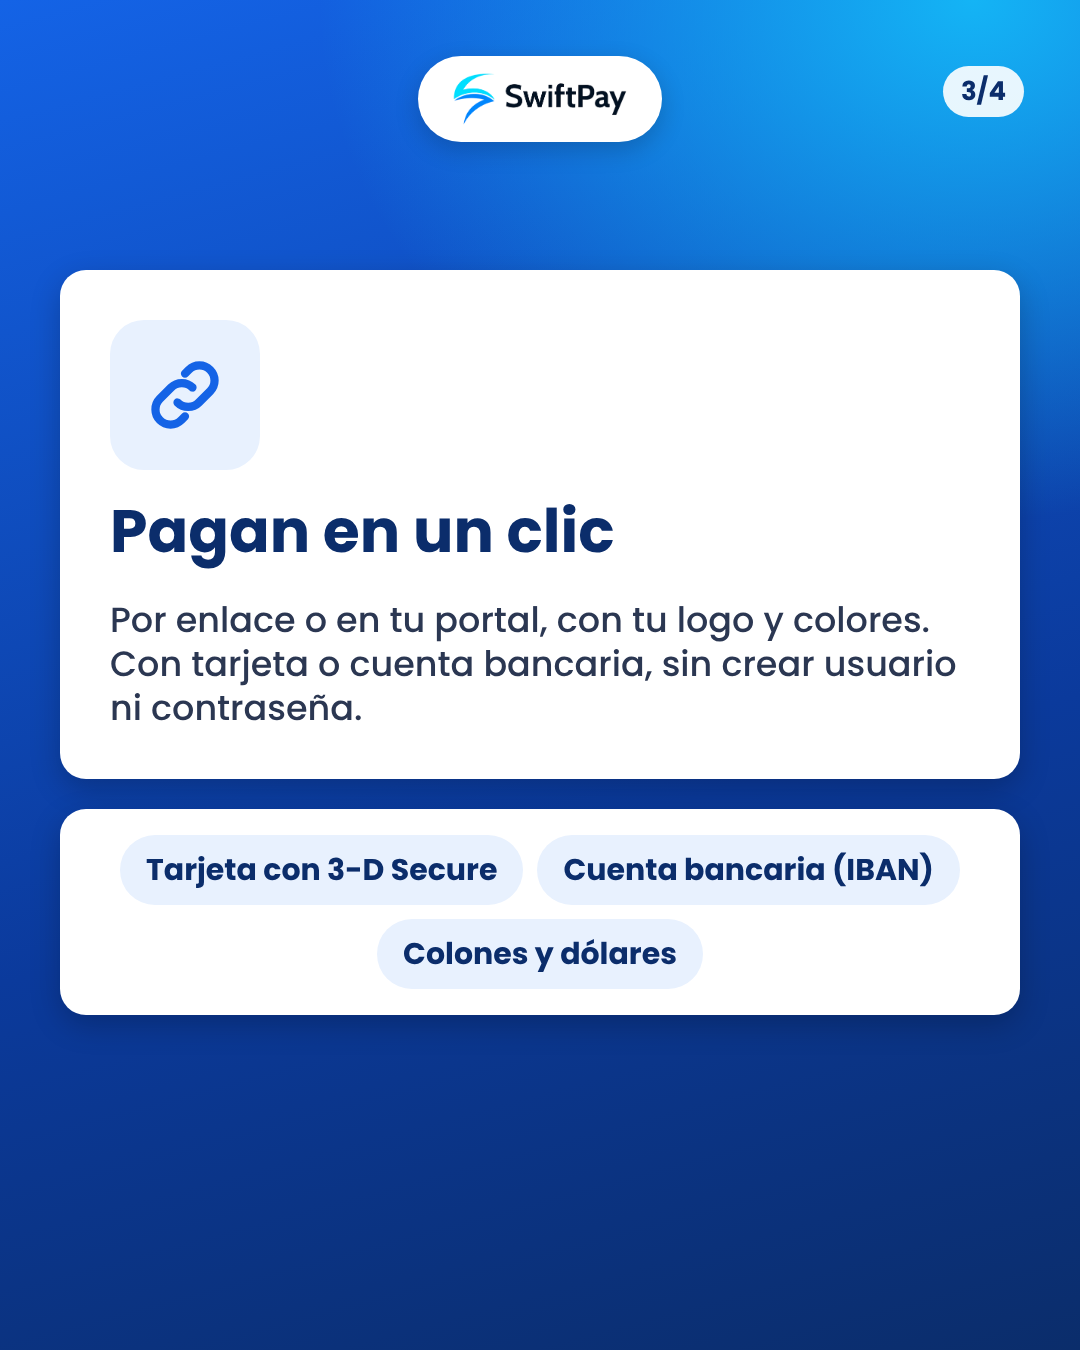 SwiftPay
3/4
Pagan en un clic
Por enlace o en tu portal, con tu logo y colores.
Con tarjeta o cuenta bancaria, sin crear usuario
ni contraseña.
Tarjeta con 3-D Secure
Cuenta bancaria (IBAN)
Colones y dólares